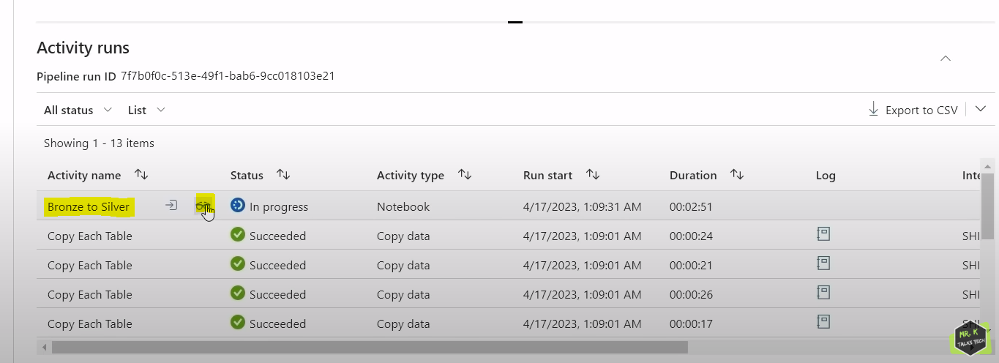 Activity runs
Pipeline run ID 7f7b0f0c-513e-49f1-bab6-9cc018103e21
All status List Export to CSV
Showing 1 - 13 items
Activity name Status Activity type Run start Duration Log Inte
Bronze to Silver In progress Notebook 4/17/2023, 1:09:31 AM 00:02:51
Copy Each Table Succeeded Copy data 4/17/2023, 1:09:01 AM 00:00:24 SHI
Copy Each Table Succeeded Copy data 4/17/2023, 1:09:01 AM 00:00:21 SHI
Copy Each Table Succeeded Copy data 4/17/2023, 1:09:01 AM 00:00:26 SHI
Copy Each Table Succeeded Copy data 4/17/2023, 1:09:01 AM 00:00:17
MR. K
TALKS TECH